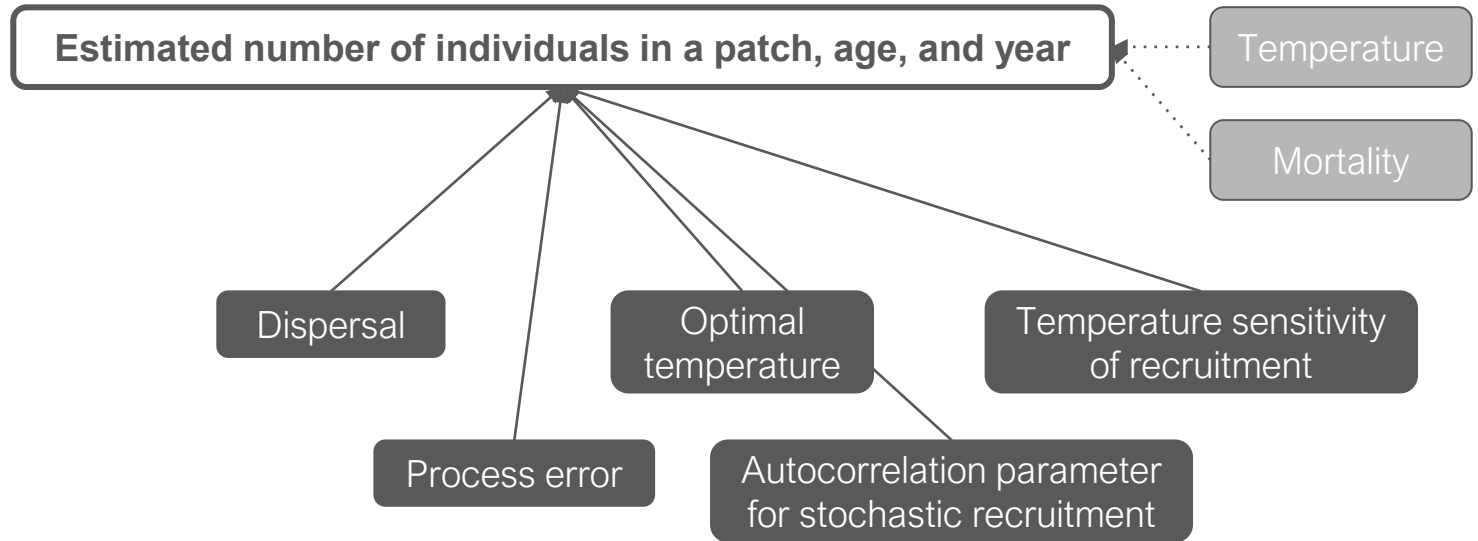 Estimated number of individuals in a patch, age, and year
Temperature
Mortality
Dispersal
Optimal
temperature
Temperature sensitivity
of recruitment
Process error
Autocorrelation parameter
for stochastic recruitment